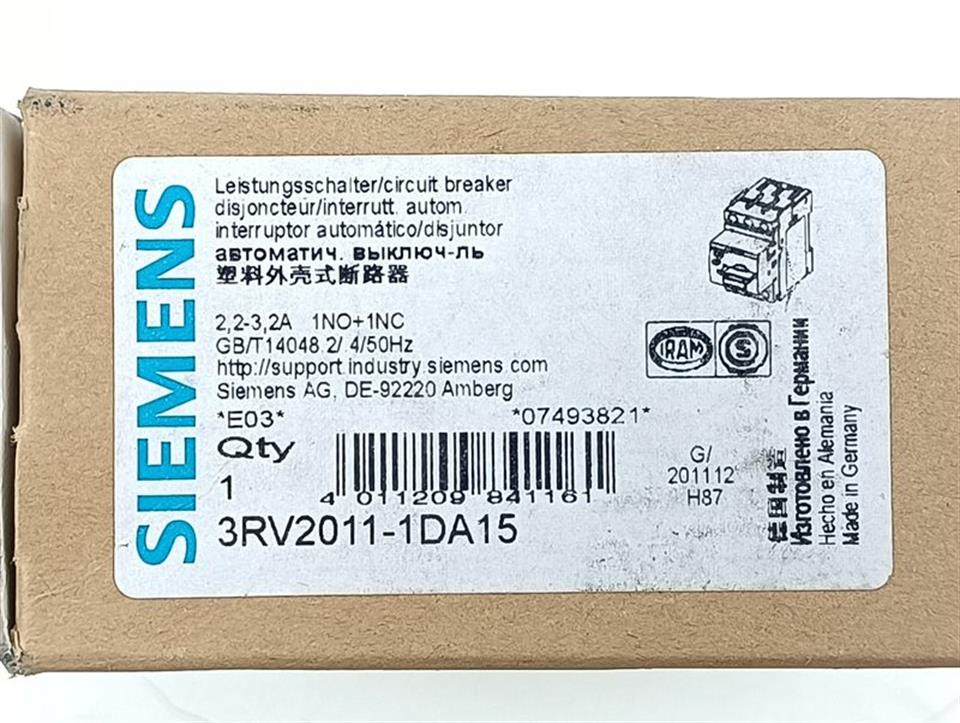 SIEMENS
Leistungsschalter/circuit breaker
disjoncteur/interrutt. autom.
interruptor automático/disjuntor
автоматич. выключ-ль
塑料外壳式断路器
2,2-3,2A 1NO+1NC
GB/T14048.2/ 4/50Hz
http://support.industry.siemens.com
Siemens AG, DE-92220 Amberg
*E03* *07493821*
Qty
1
4 011209 841161
3RV2011-1DA15
IRAM
S
G/
201112
H87
德国制造
Изготовлено в Германии
Hecho en Alemania
Made in Germany